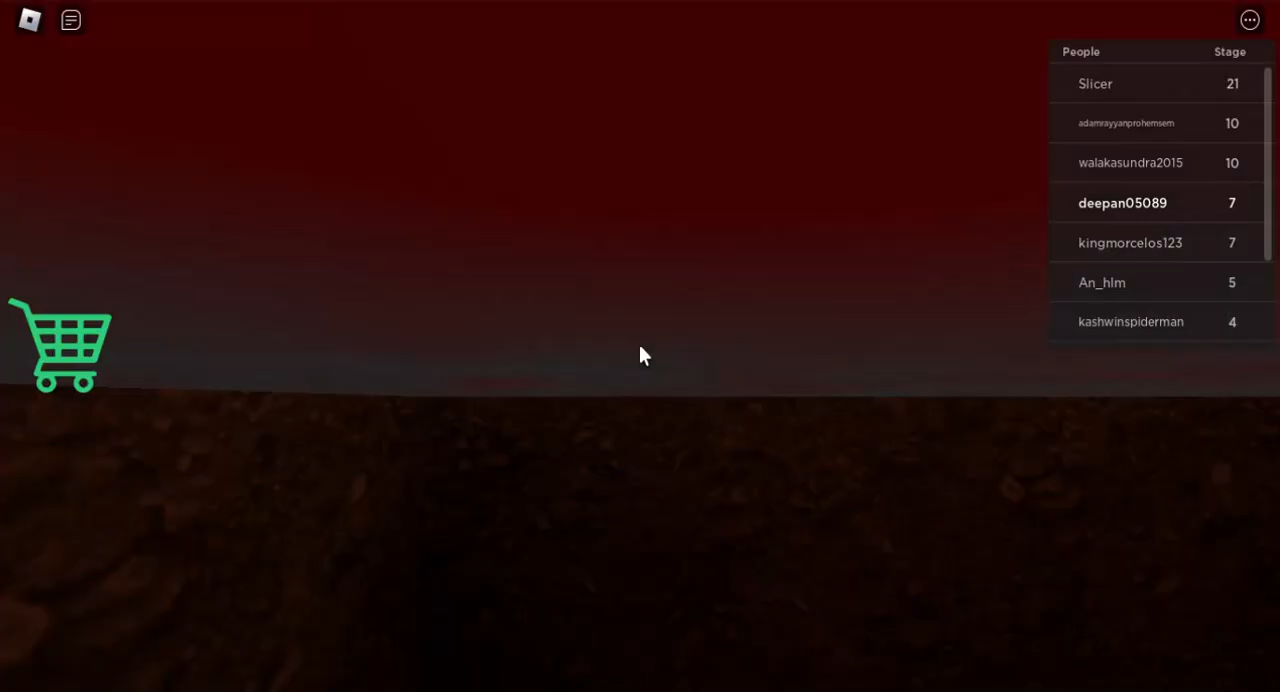 People Stage
Slicer 21
adamrayyanprohemsem 10
walakasundra2015 10
deepan05089 7
kingmorcelos123 7
An_hlm 5
kashwinspiderman 4